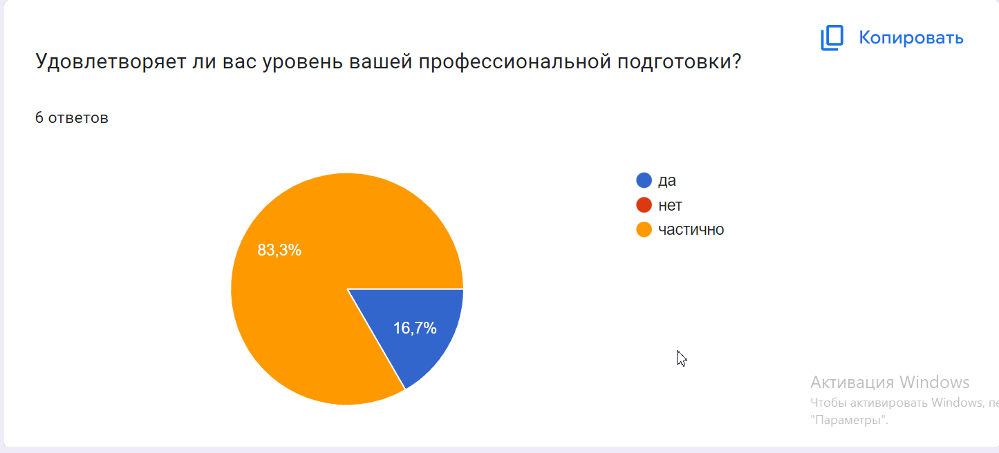 Копировать
Удовлетворяет ли вас уровень вашей профессиональной подготовки?
6 ответов
да
нет
частично
83,3%
16,7%
Активация Windows
Чтобы активировать Windows,
"Параметры".